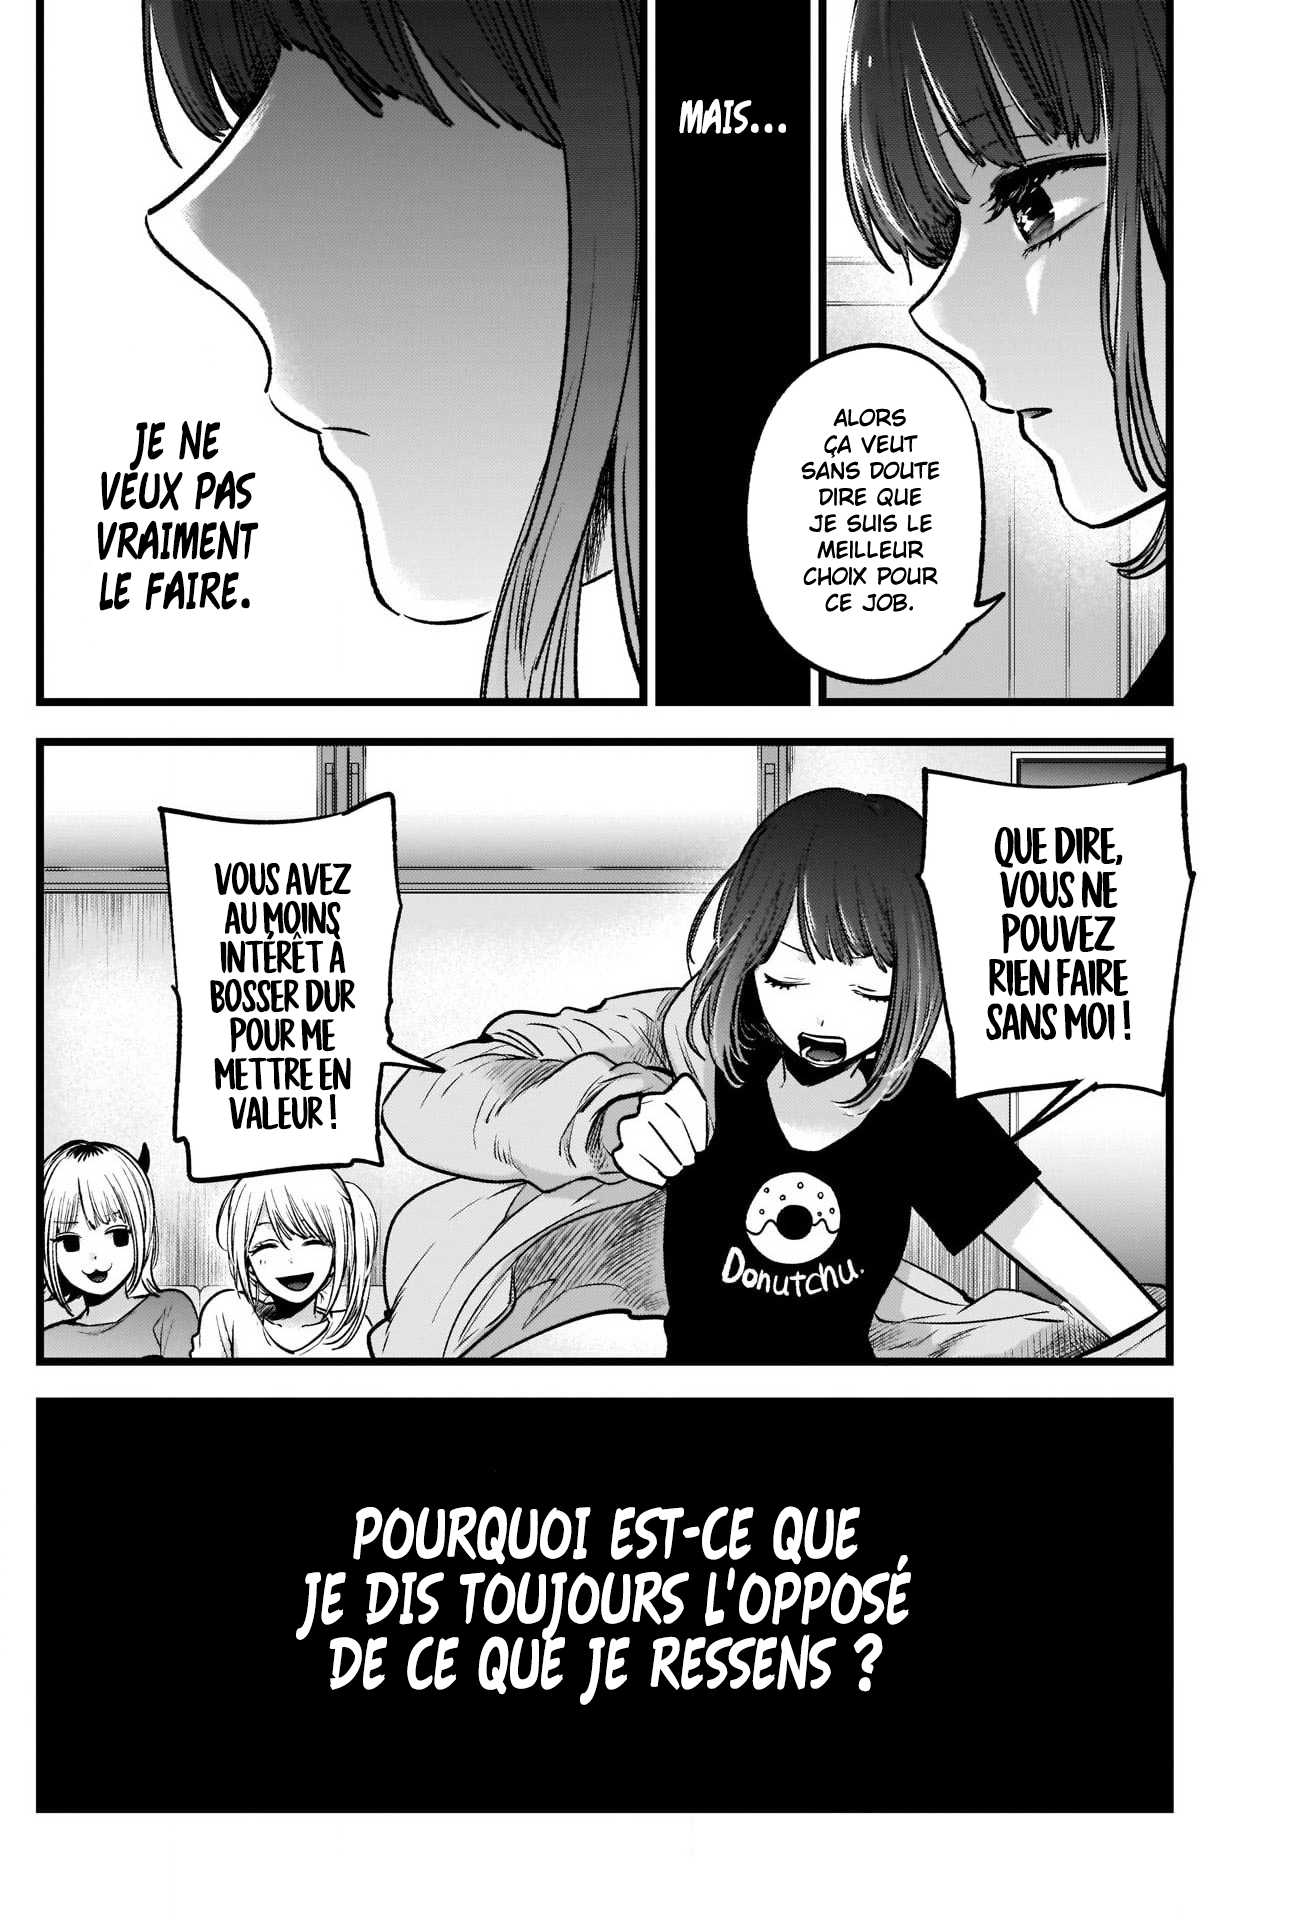 ALORS
ÇA VEUT
SANS DOUTE
DIRE QUE
JE SUIS LE
MEILLEUR
CHOIX POUR
CE JOB.
MAIS...
JE NE
VEUX PAS
VRAIMENT
LE FAIRE.
QUE DIRE,
VOUS NE
POUVEZ
RIEN FAIRE
SANS MOI !
VOUS AVEZ
AU MOINS
INTÉRÊT À
BOSSER DUR
POUR ME
METTRE EN
VALEUR !
Donutchu.
POURQUOI EST-CE QUE
JE DIS TOUJOURS L'OPPOSÉ
DE CE QUE JE RESSENS ?